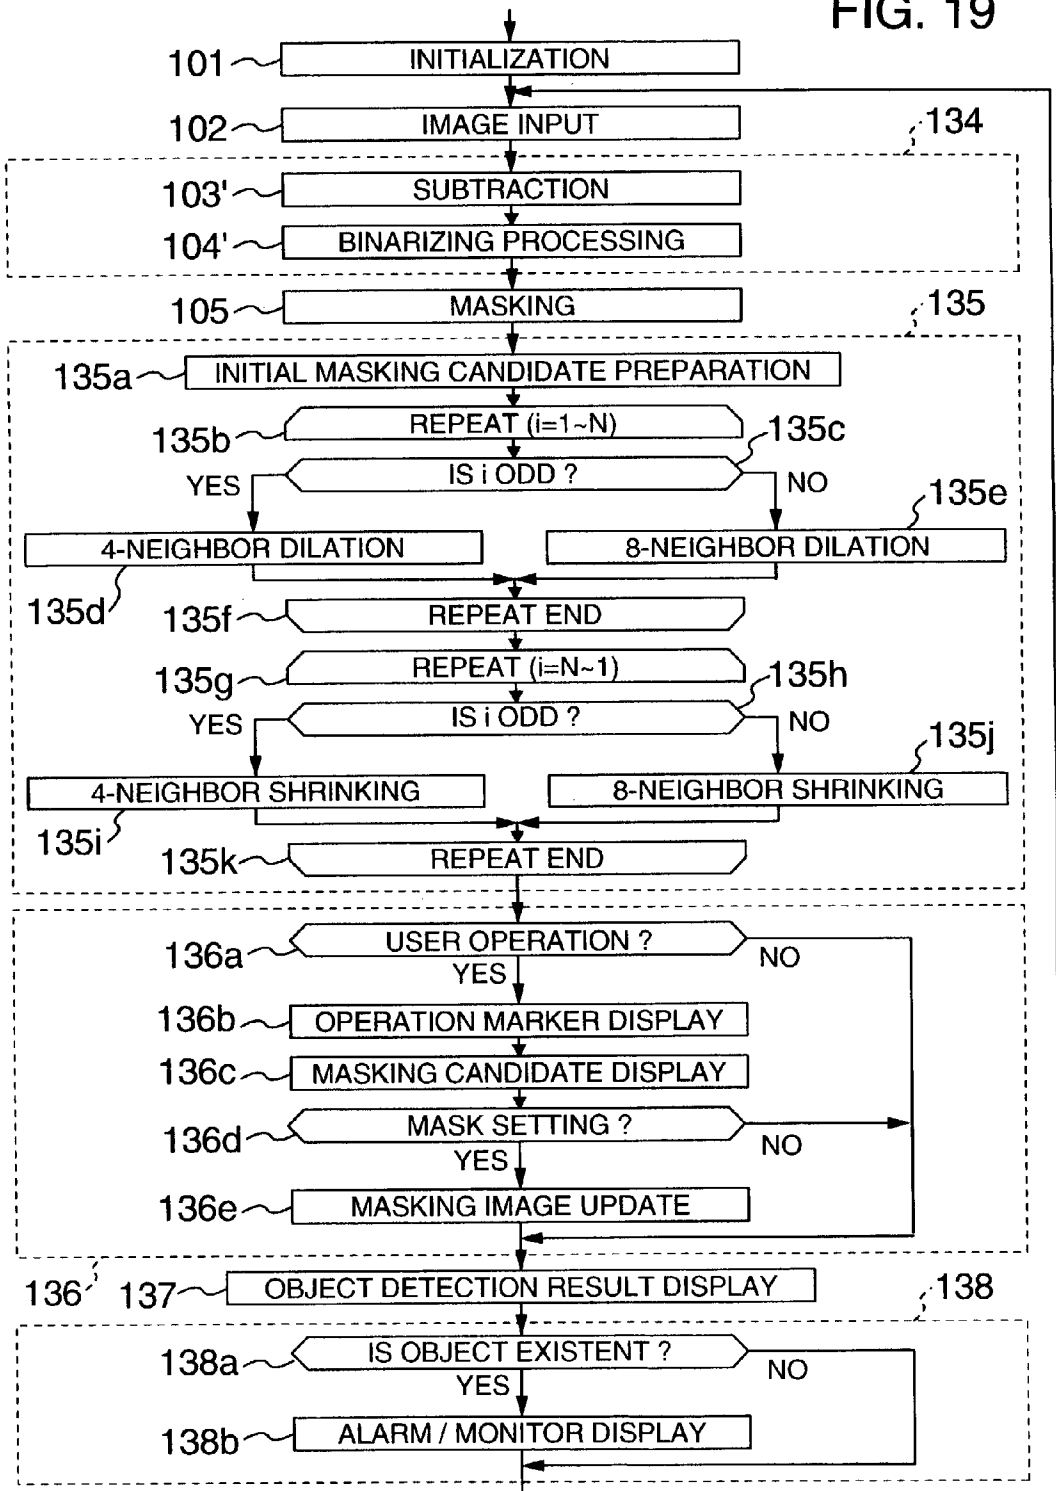 FIG. 19
101 INITIALIZATION
102 IMAGE INPUT
134
103' SUBTRACTION
104' BINARIZING PROCESSING
105 MASKING
135
135a INITIAL MASKING CANDIDATE PREPARATION
135b REPEAT (i=1~N)
135c
IS i ODD ?
YES
NO
135e
4-NEIGHBOR DILATION
8-NEIGHBOR DILATION
135d
135f REPEAT END
135g REPEAT (i=N~1)
135h
IS i ODD ?
YES
NO
135j
4-NEIGHBOR SHRINKING
8-NEIGHBOR SHRINKING
135i
135k REPEAT END
136a USER OPERATION ?
NO
YES
136b OPERATION MARKER DISPLAY
136c MASKING CANDIDATE DISPLAY
136d MASK SETTING ?
NO
YES
136e MASKING IMAGE UPDATE
136
137 OBJECT DETECTION RESULT DISPLAY
138
138a IS OBJECT EXISTENT ?
NO
YES
138b ALARM / MONITOR DISPLAY